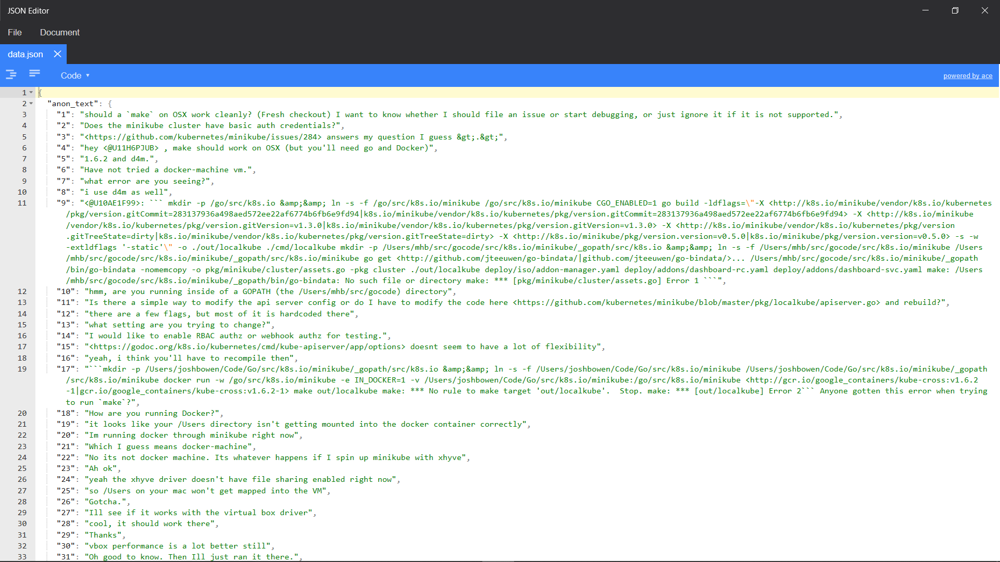 JSON Editor
File Document
data.json
Code
powered by ace
1 {
2 "anon_text": {
3 "1": "should a `make` on OSX work cleanly? (Fresh checkout) I want to know whether I should file an issue or start debugging, or just ignore it if it is not supported.",
4 "2": "Does the minikube cluster have basic auth credentials?",
5 "3": "<https://github.com/kubernetes/minikube/issues/284> answers my question I guess &gt;.&gt;",
6 "4": "hey <@U11H6PJUB> , make should work on OSX (but you'll need go and Docker)",
7 "5": "1.6.2 and d4m.",
8 "6": "Have not tried a docker-machine vm.",
9 "7": "what error are you seeing?",
10 "8": "i use d4m as well",
11 "9": "<@U10AE1F99>: ``` mkdir -p /go/src/k8s.io &amp;&amp; ln -s -f /go/src/k8s.io/minikube /go/src/k8s.io/minikube CGO_ENABLED=1 go build -ldflags=\"-X <http://k8s.io/minikube/vendor/k8s.io/kubernetes
/pkg/version.gitCommit=283137936a498aed572ee22af6774b6fb6e9fd94|k8s.io/minikube/vendor/k8s.io/kubernetes/pkg/version.gitCommit=283137936a498aed572ee22af6774b6fb6e9fd94> -X <http://k8s.io/minikube
/vendor/k8s.io/kubernetes/pkg/version.gitVersion=v1.3.0|k8s.io/minikube/vendor/k8s.io/kubernetes/pkg/version.gitVersion=v1.3.0> -X <http://k8s.io/minikube/vendor/k8s.io/kubernetes/pkg/version
.gitTreeState=dirty|k8s.io/minikube/vendor/k8s.io/kubernetes/pkg/version.gitTreeState=dirty> -X <http://k8s.io/minikube/pkg/version.version=v0.5.0|k8s.io/minikube/pkg/version.version=v0.5.0> -s -w
-extldflags '-static'\" -o ./out/localkube ./cmd/localkube mkdir -p /Users/mhb/src/gocode/src/k8s.io/minikube/_gopath/src/k8s.io &amp;&amp; ln -s -f /Users/mhb/src/gocode/src/k8s.io/minikube /Users
/mhb/src/gocode/src/k8s.io/minikube/_gopath/src/k8s.io/minikube go get <http://github.com/jteeuwen/go-bindata/|github.com/jteeuwen/go-bindata/>... /Users/mhb/src/gocode/src/k8s.io/minikube/_gopath
/bin/go-bindata -nomemcopy -o pkg/minikube/cluster/assets.go -pkg cluster ./out/localkube deploy/iso/addon-manager.yaml deploy/addons/dashboard-rc.yaml deploy/addons/dashboard-svc.yaml make: /Users
/mhb/src/gocode/src/k8s.io/minikube/_gopath/bin/go-bindata: No such file or directory make: *** [pkg/minikube/cluster/assets.go] Error 1 ```",
12 "10": "hmm, are you running inside of a GOPATH (the /Users/mhb/src/gocode) directory",
13 "11": "Is there a simple way to modify the api server config or do I have to modify the code here <https://github.com/kubernetes/minikube/blob/master/pkg/localkube/apiserver.go> and rebuild?",
14 "12": "there are a few flags, but most of it is hardcoded there",
15 "13": "what setting are you trying to change?",
16 "14": "I would like to enable RBAC authz or webhook authz for testing.",
17 "15": "<https://godoc.org/k8s.io/kubernetes/cmd/kube-apiserver/app/options> doesnt seem to have a lot of flexibility",
18 "16": "yeah, i think you'll have to recompile then",
19 "17": "```mkdir -p /Users/joshbowen/Code/Go/src/k8s.io/minikube/_gopath/src/k8s.io &amp;&amp; ln -s -f /Users/joshbowen/Code/Go/src/k8s.io/minikube /Users/joshbowen/Code/Go/src/k8s.io/minikube/_gopath
/src/k8s.io/minikube docker run -w /go/src/k8s.io/minikube -e IN_DOCKER=1 -v /Users/joshbowen/Code/Go/src/k8s.io/minikube:/go/src/k8s.io/minikube <http://gcr.io/google_containers/kube-cross:v1.6.2
-1|gcr.io/google_containers/kube-cross:v1.6.2-1> make out/localkube make: *** No rule to make target 'out/localkube'.  Stop. make: *** [out/localkube] Error 2``` Anyone gotten this error when trying
to run `make`?",
20 "18": "How are you running Docker?",
21 "19": "it looks like your /Users directory isn't getting mounted into the docker container correctly",
22 "20": "Im running docker through minikube right now",
23 "21": "Which I guess means docker-machine",
24 "22": "No its not docker machine. Its whatever happens if I spin up minikube with xhyve",
25 "23": "Ah ok",
26 "24": "yeah the xhyve driver doesn't have file sharing enabled right now",
27 "25": "so /Users on your mac won't get mapped into the VM",
28 "26": "Gotcha.",
29 "27": "Ill see if it works with the virtual box driver",
30 "28": "cool, it should work there",
31 "29": "Thanks",
32 "30": "vbox performance is a lot better still",
33 "31": "Oh good to know. Then Ill just ran it there.",